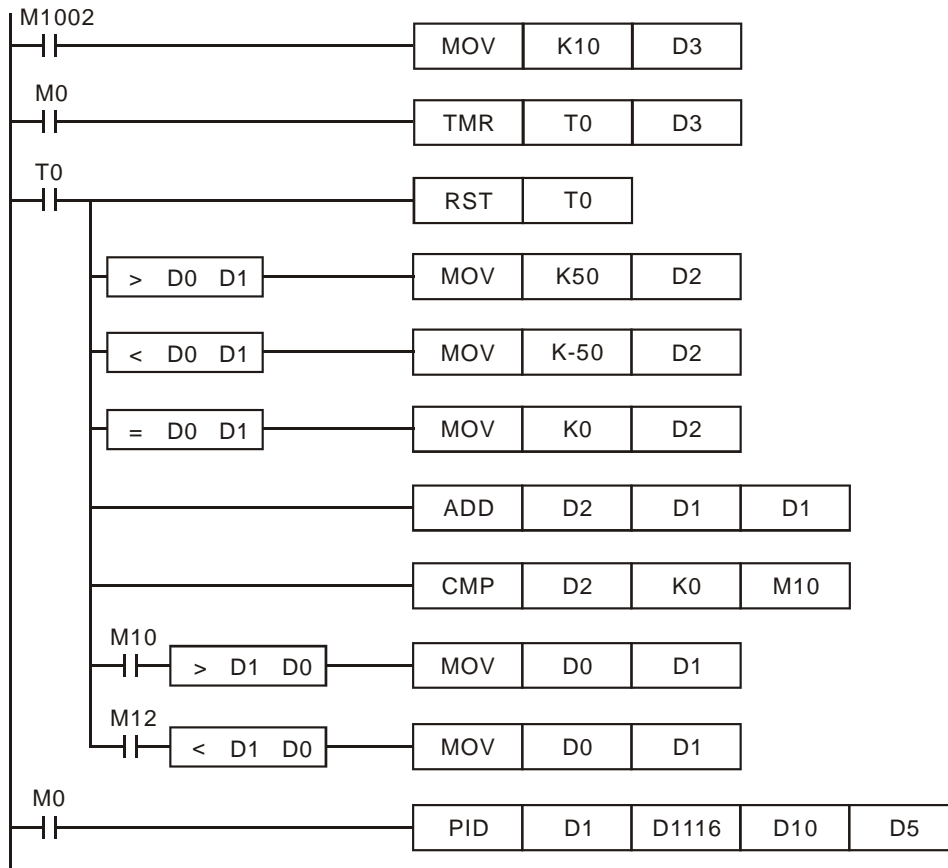 M1002
MOV K10 D3
M0
TMR T0 D3
T0
RST T0
> D0 D1 MOV K50 D2
< D0 D1 MOV K-50 D2
= D0 D1 MOV K0 D2
ADD D2 D1 D1
CMP D2 K0 M10
M10
> D1 D0 MOV D0 D1
M12
< D1 D0 MOV D0 D1
M0
PID D1 D1116 D10 D5